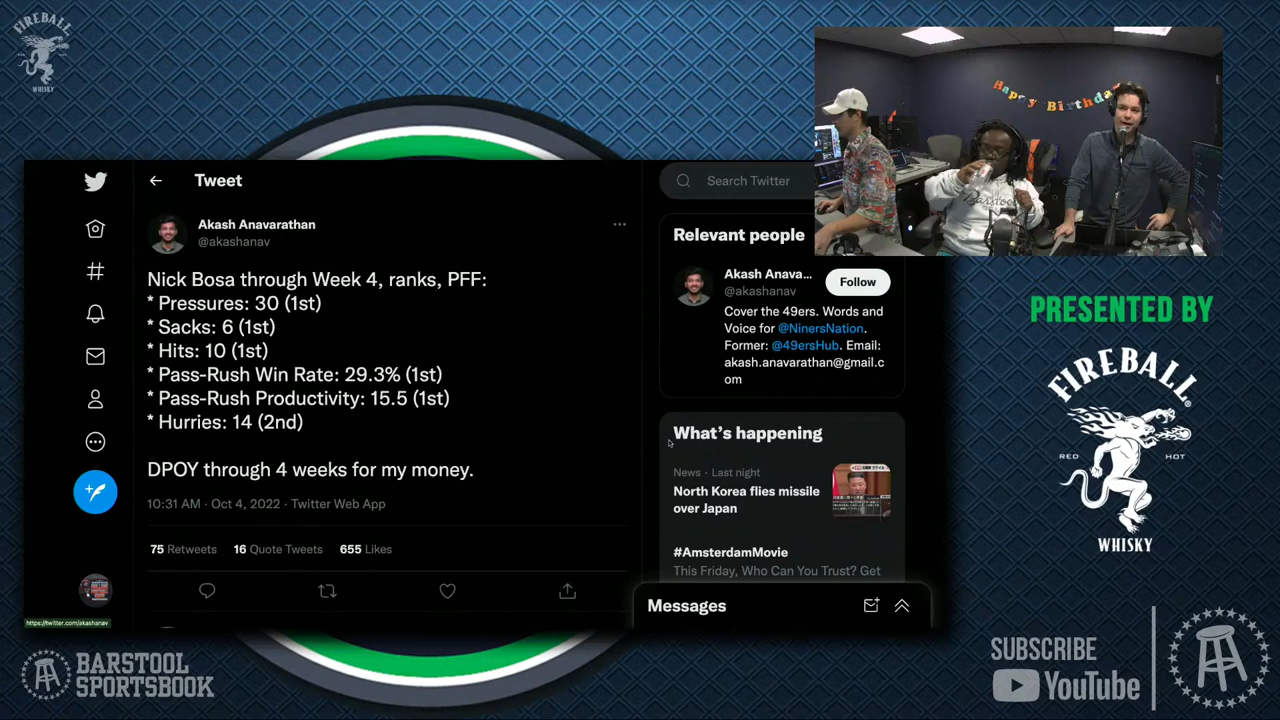 FIREBALL
WHISKY
Happy Birthday
Barstool
Tweet
Search Twitter
Akash Anavarathan
@akashanav
Nick Bosa through Week 4, ranks, PFF:
* Pressures: 30 (1st)
* Sacks: 6 (1st)
* Hits: 10 (1st)
* Pass-Rush Win Rate: 29.3% (1st)
* Pass-Rush Productivity: 15.5 (1st)
* Hurries: 14 (2nd)
DPOY through 4 weeks for my money.
10:31 AM · Oct 4, 2022 · Twitter Web App
75 Retweets 16 Quote Tweets 655 Likes
https://twitter.com/akashanav
Relevant people
Akash Anava...
@akashanav
Follow
Cover the 49ers. Words and
Voice for @NinersNation.
Former: @49ersHub. Email:
akash.anavarathan@gmail.c
om
What's happening
News · Last night
North Korea flies missile
over Japan
#AmsterdamMovie
This Friday, Who Can You Trust? Get
Messages
PRESENTED BY
FIREBALL
RED HOT
WHISKY
BARSTOOL
SPORTSBOOK
SUBSCRIBE
YouTube